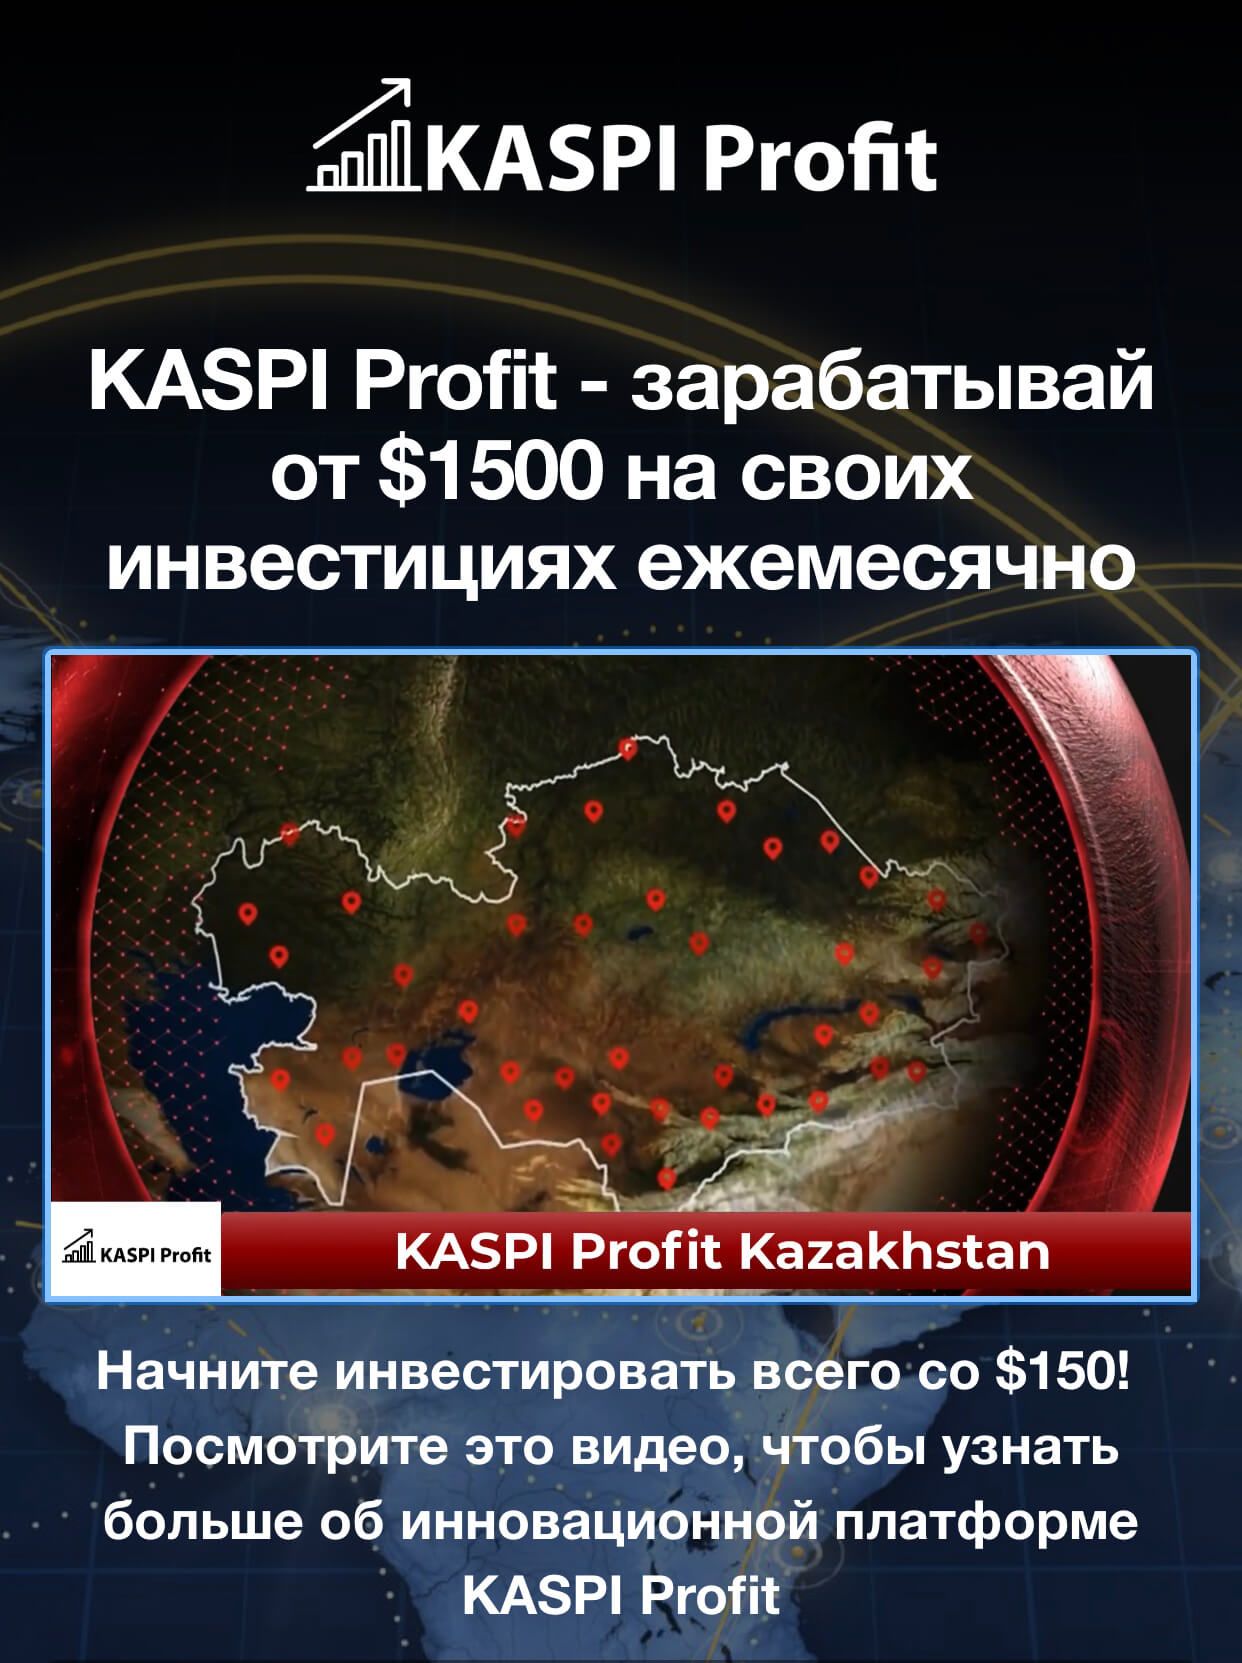 KASPI Profit
KASPI Profit - зарабатывай
от $1500 на своих
инвестициях ежемесячно
KASPI Profit
KASPI Profit Kazakhstan
Начните инвестировать всего со $150!
Посмотрите это видео, чтобы узнать
больше об инновационной платформе
KASPI Profit